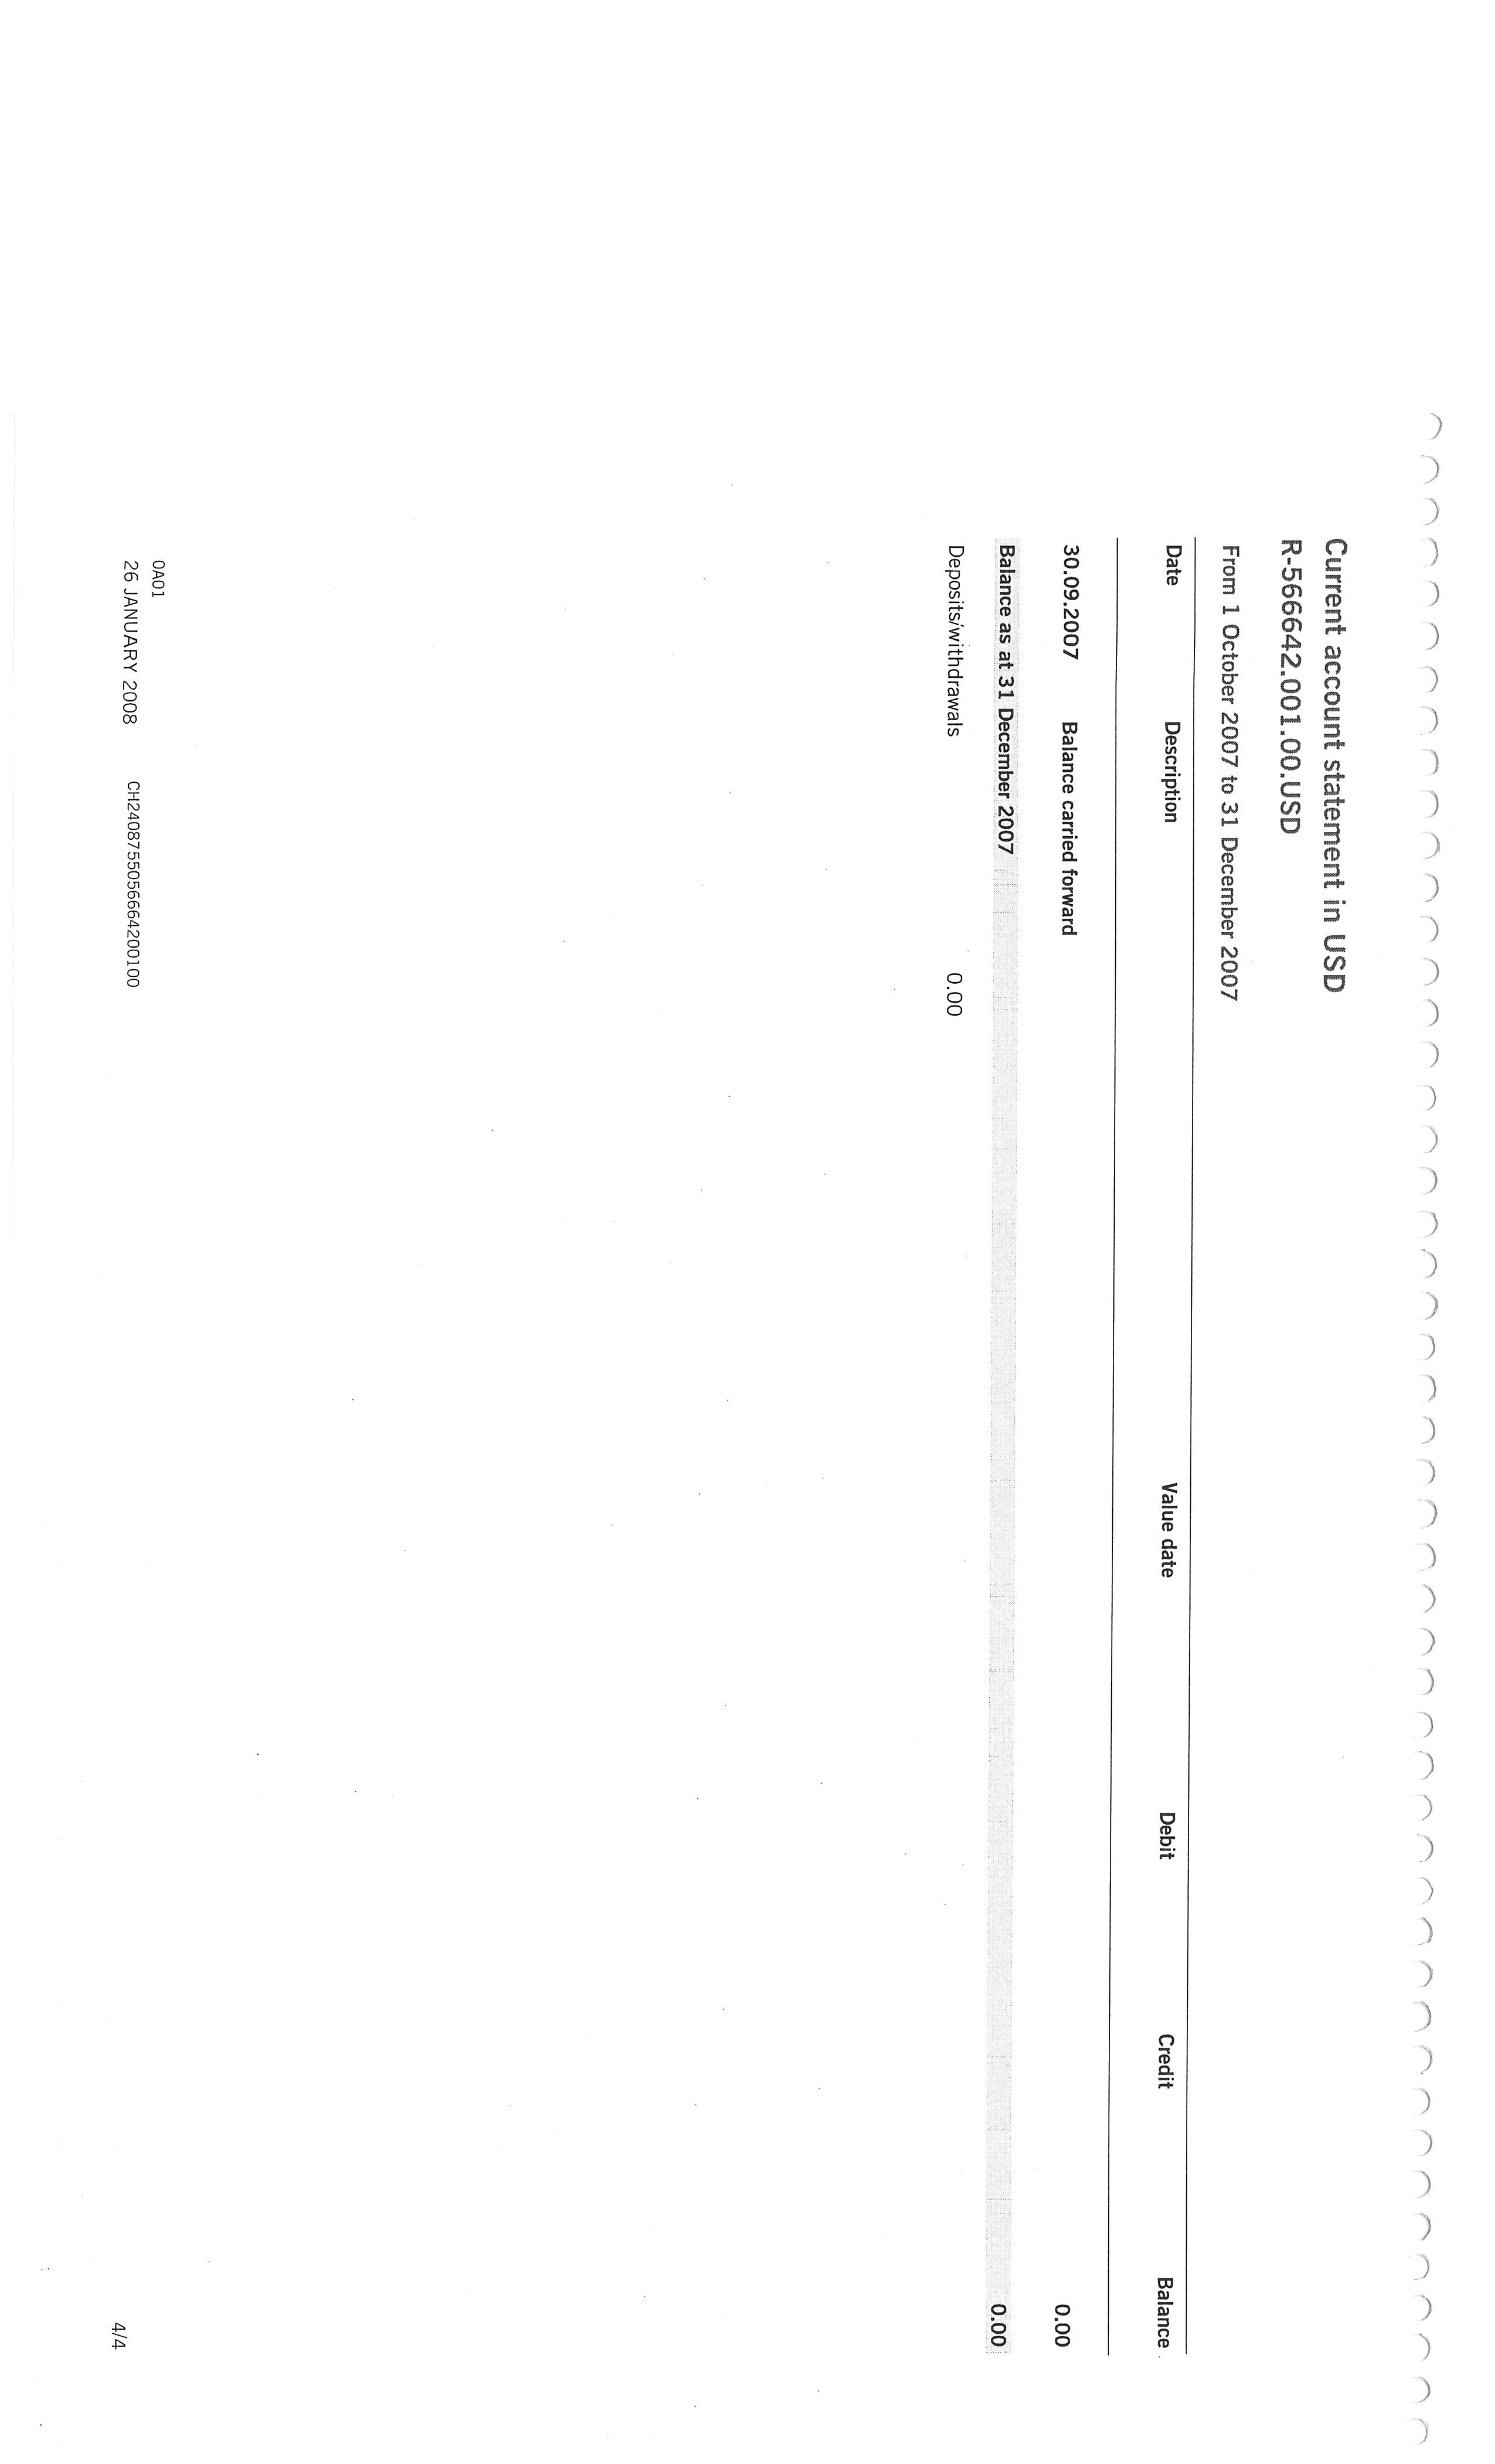 Current account statement in USD
R-566642.001.00.USD
From 1 October 2007 to 31 December 2007
Date Description Value date Debit Credit Balance
30.09.2007 Balance carried forward 0.00
Balance as at 31 December 2007 0.00
Deposits/withdrawals 0.00
0A01
26 JANUARY 2008 CH2408755056664200100 4/4